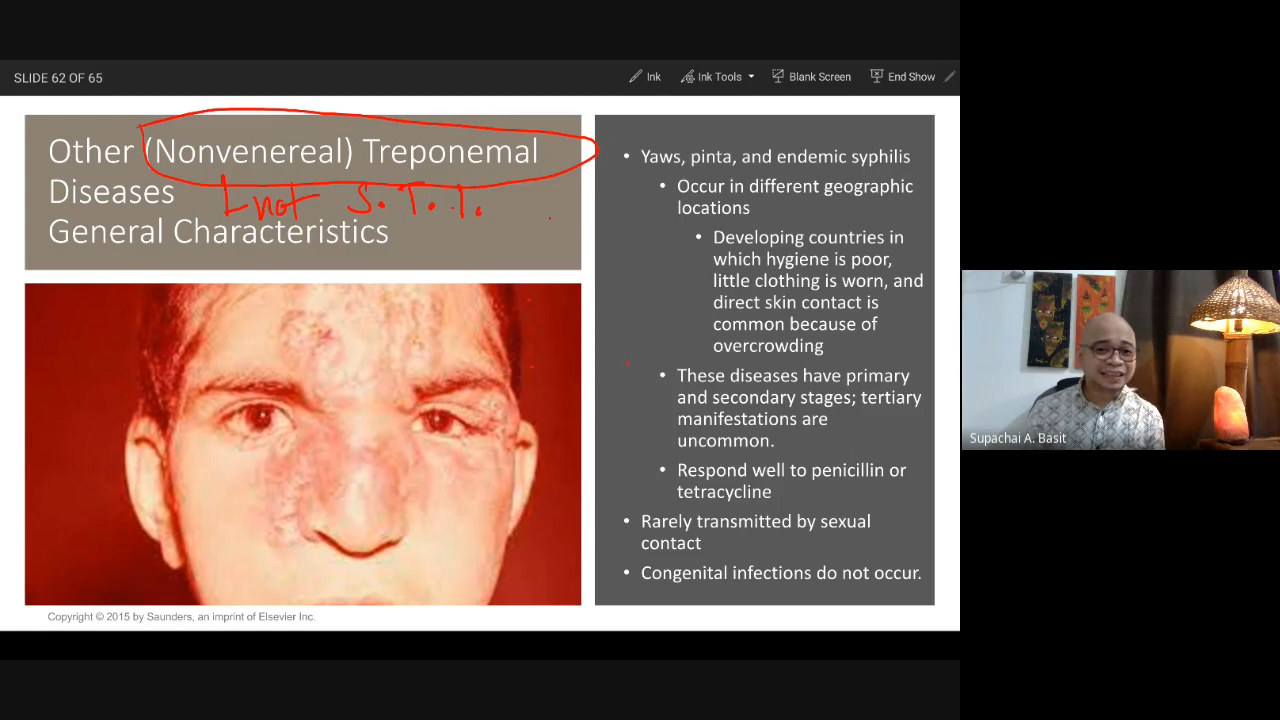 SLIDE 62 OF 65
Ink
Ink Tools
Blank Screen
End Show
Other (Nonvenereal) Treponemal
Diseases
not S.T.I.
General Characteristics
• Yaws, pinta, and endemic syphilis
• Occur in different geographic
locations
• Developing countries in
which hygiene is poor,
little clothing is worn, and
direct skin contact is
common because of
overcrowding
• These diseases have primary
and secondary stages; tertiary
manifestations are
uncommon.
• Respond well to penicillin or
tetracycline
• Rarely transmitted by sexual
contact
• Congenital infections do not occur.
Copyright © 2015 by Saunders, an imprint of Elsevier Inc.
Supachai A. Basit